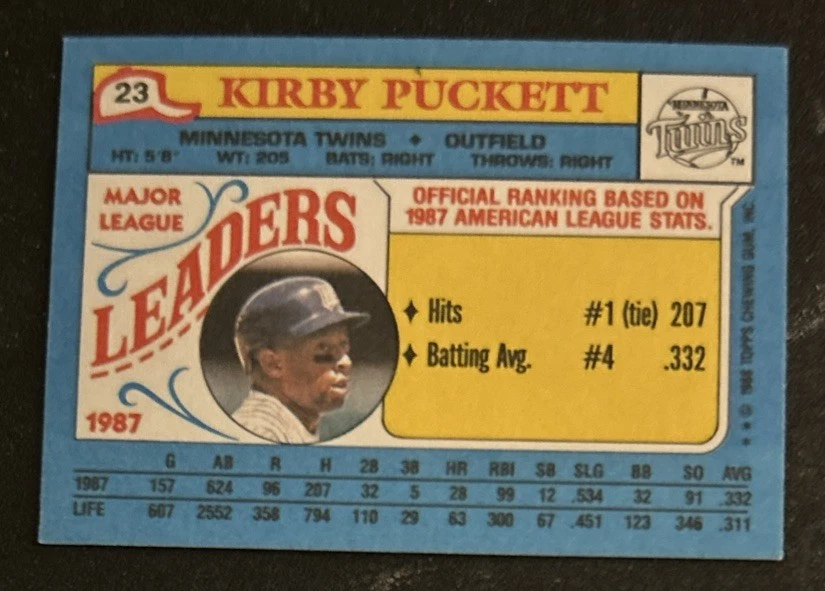 23 KIRBY PUCKETT
MINNESOTA Twins TM
MINNESOTA TWINS ♦ OUTFIELD
HT: 5'8" WT: 205 BATS: RIGHT THROWS: RIGHT
MAJOR
LEAGUE
LEADERS
1987
OFFICIAL RANKING BASED ON
1987 AMERICAN LEAGUE STATS.
♦ Hits #1 (tie) 207
♦ Batting Avg. #4 .332
★★ © 1988 TOPPS CHEWING GUM, INC.
G AB R H 2B 3B HR RBI SB SLG BB SO AVG
1987 157 624 96 207 32 5 28 99 12 .534 32 91 .332
LIFE 607 2552 358 794 110 29 63 300 67 .451 123 346 .311